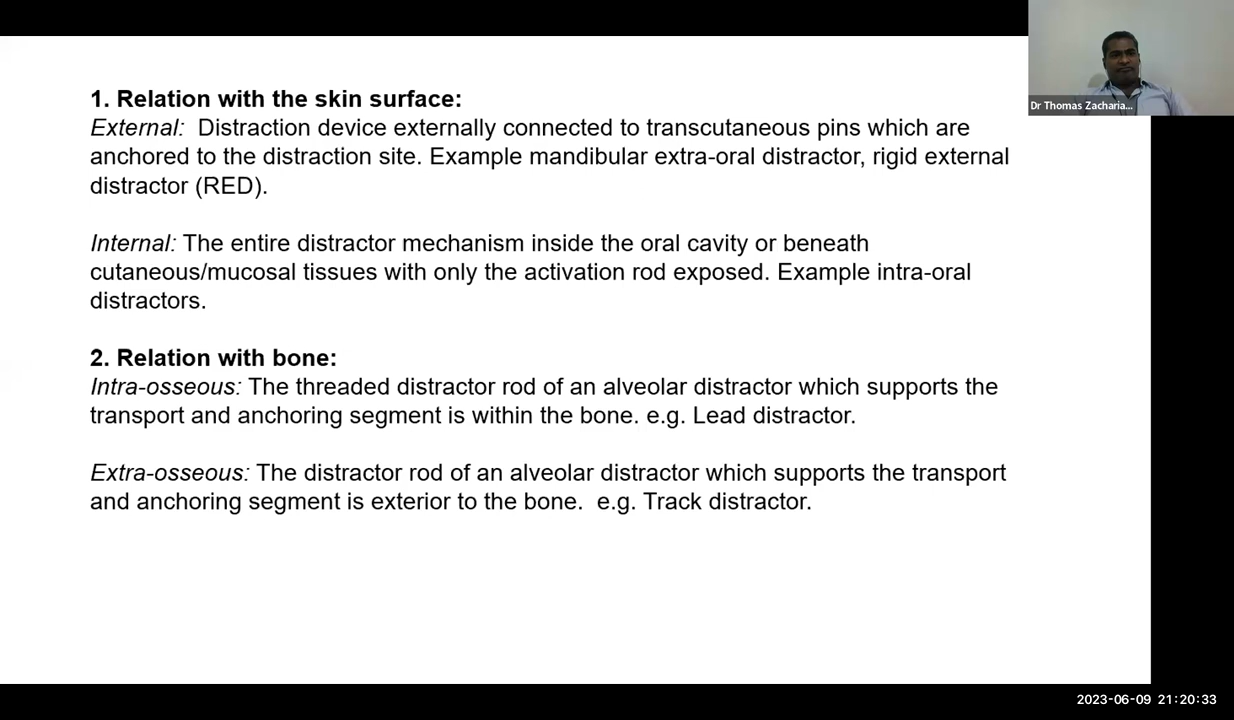 1. Relation with the skin surface:
External: Distraction device externally connected to transcutaneous pins which are
anchored to the distraction site. Example mandibular extra-oral distractor, rigid external
distractor (RED).
Internal: The entire distractor mechanism inside the oral cavity or beneath
cutaneous/mucosal tissues with only the activation rod exposed. Example intra-oral
distractors.
2. Relation with bone:
Intra-osseous: The threaded distractor rod of an alveolar distractor which supports the
transport and anchoring segment is within the bone. e.g. Lead distractor.
Extra-osseous: The distractor rod of an alveolar distractor which supports the transport
and anchoring segment is exterior to the bone. e.g. Track distractor.
Dr Thomas Zacharia...
2023-06-09 21:20:33